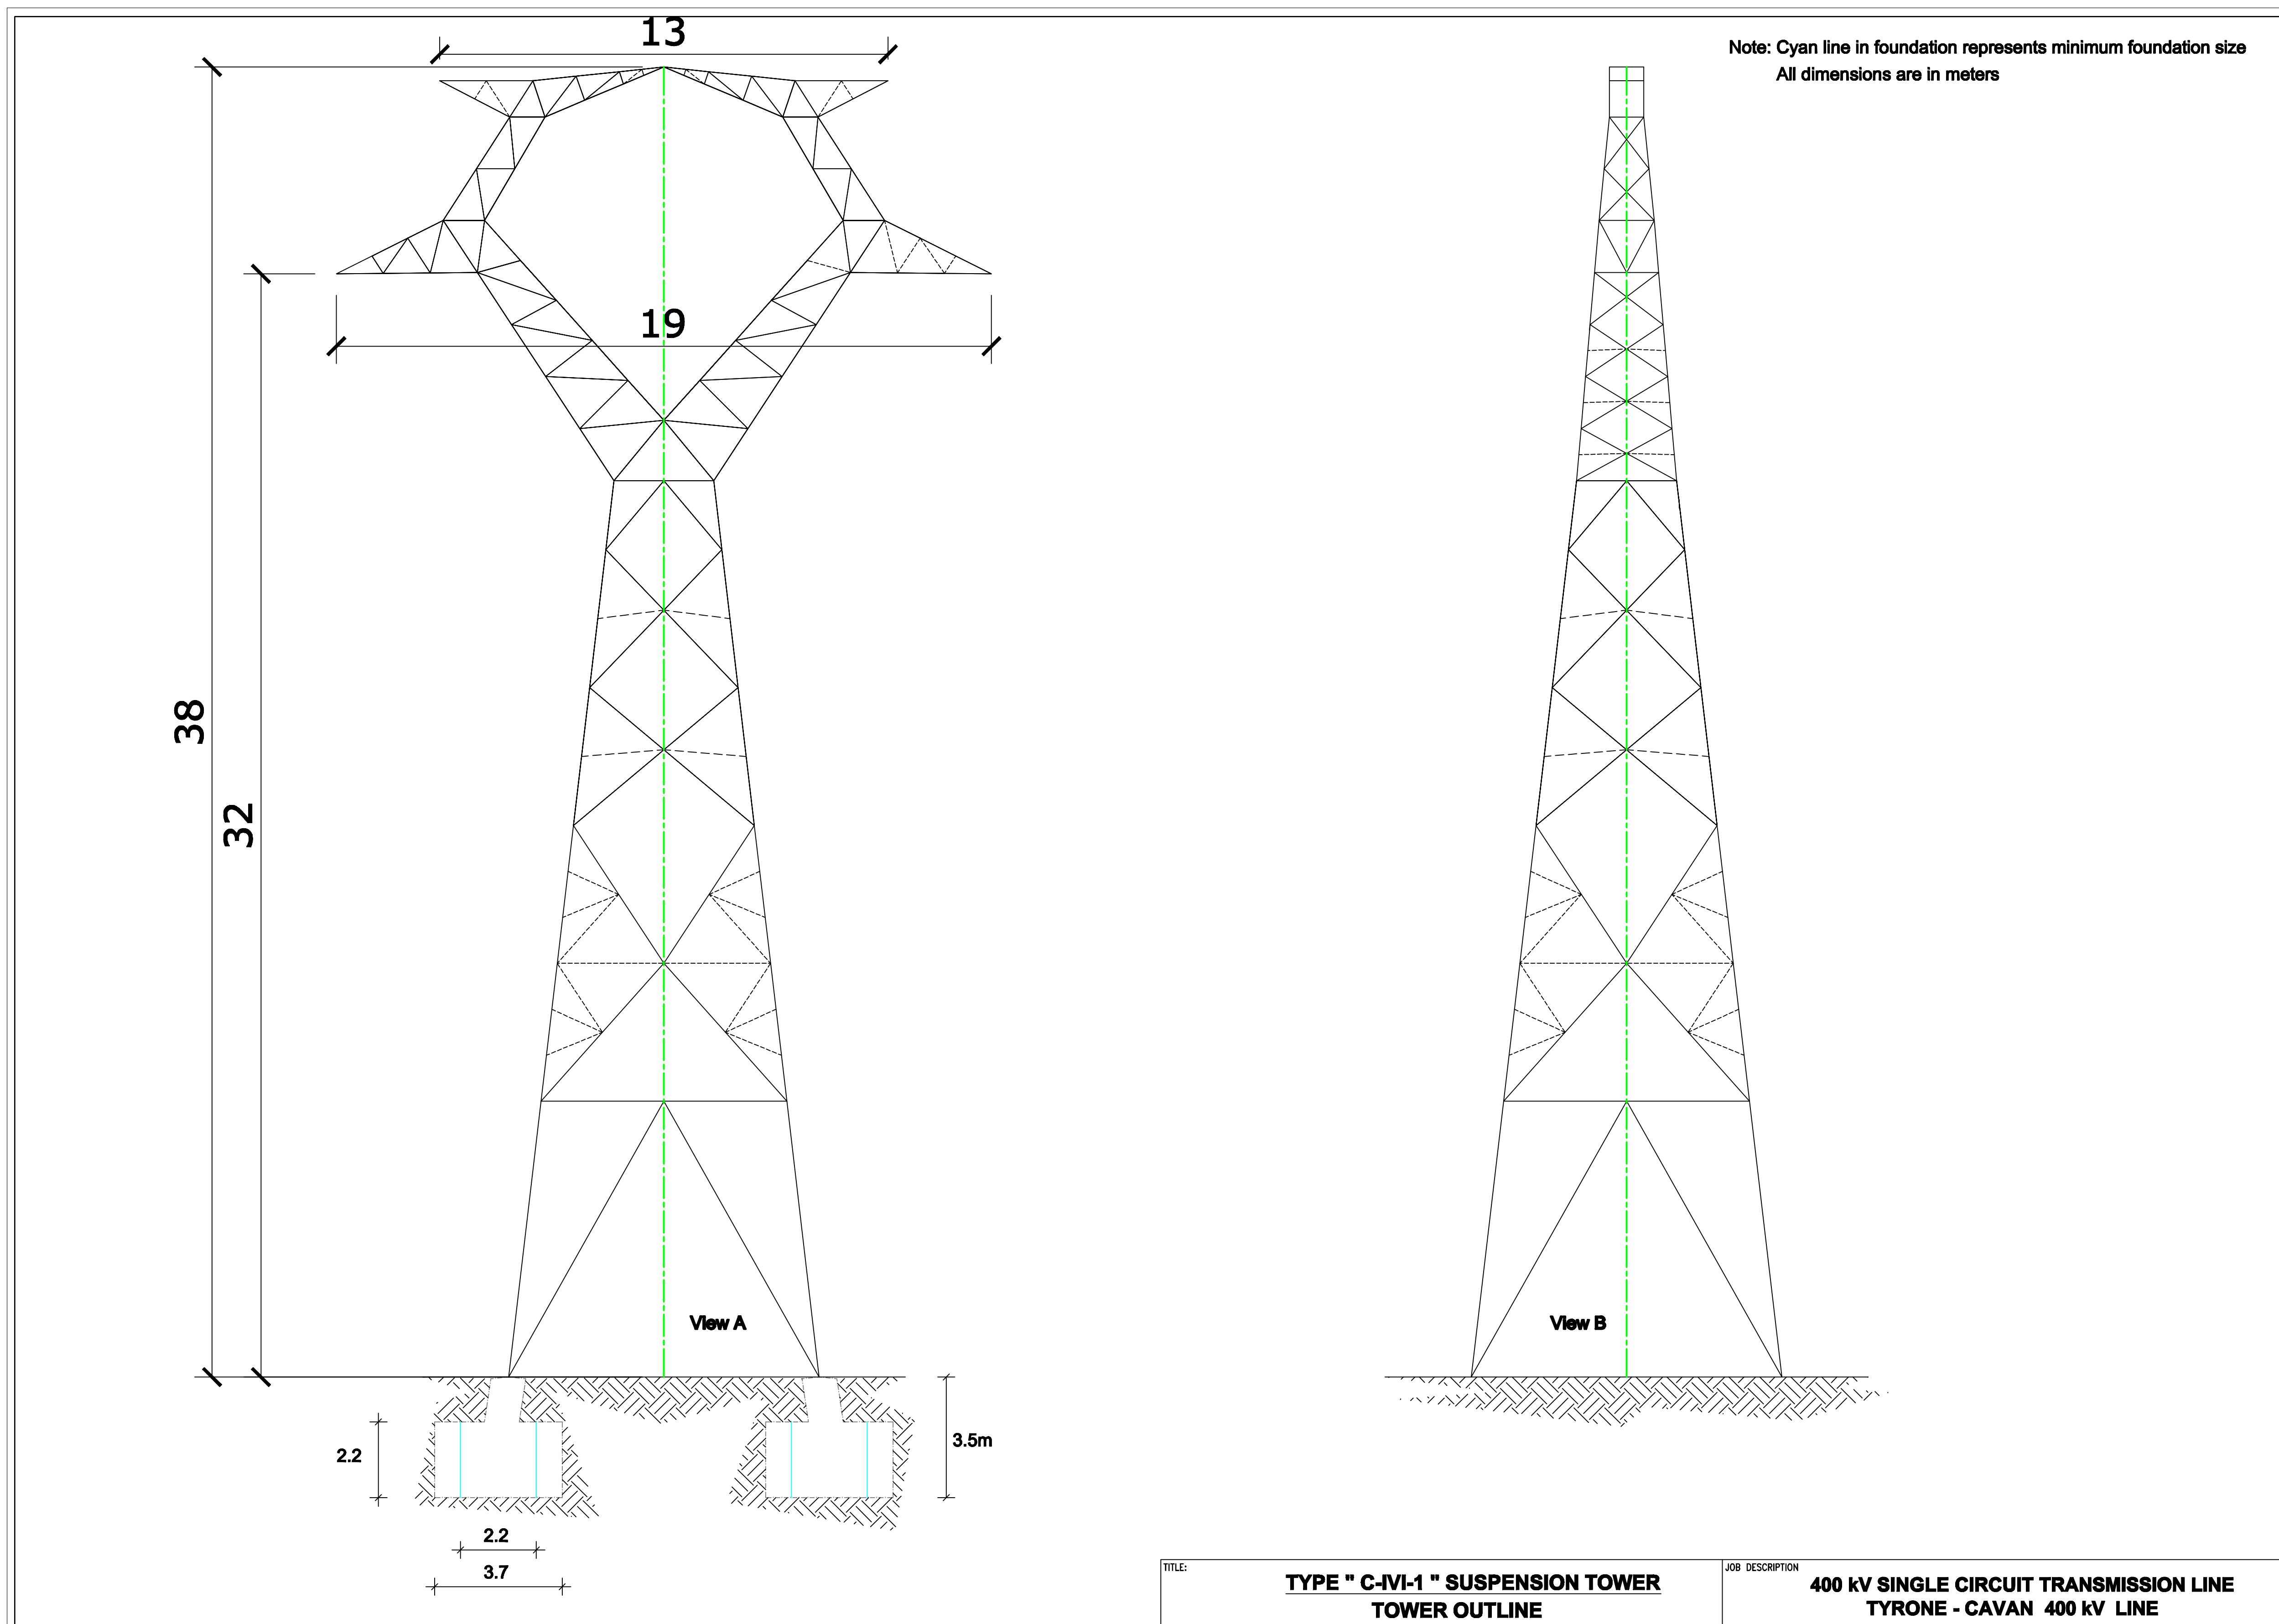 13
Note: Cyan line in foundation represents minimum foundation size
All dimensions are in meters
19
38
32
View A
View B
2.2
3.5m
2.2
3.7
TITLE:
TYPE " C-IVI-1 " SUSPENSION TOWER
TOWER OUTLINE
JOB DESCRIPTION
400 kV SINGLE CIRCUIT TRANSMISSION LINE
TYRONE - CAVAN 400 kV LINE